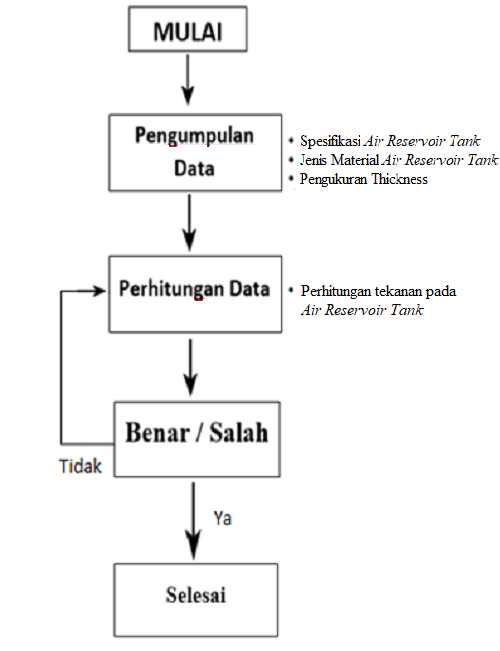 MULAI
Pengumpulan
Data
• Spesifikasi Air Reservoir Tank
• Jenis Material Air Reservoir Tank
• Pengukuran Thickness
Perhitungan Data
• Perhitungan tekanan pada
Air Reservoir Tank
Benar / Salah
Tidak
Ya
Selesai